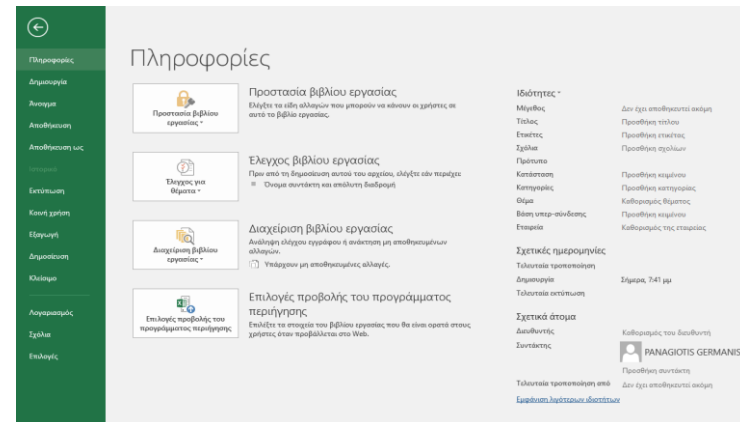 Πληροφορίες
Δημιουργία
Άνοιγμα
Αποθήκευση
Αποθήκευση ως
Ιστορικό
Εκτύπωση
Κοινή χρήση
Εξαγωγή
Δημοσίευση
Κλείσιμο
Λογαριασμός
Σχόλια
Επιλογές
Πληροφορίες
Προστασία βιβλίου
εργασίας
Προστασία βιβλίου εργασίας
Ελέγξτε τα είδη αλλαγών που μπορούν να κάνουν οι χρήστες σε
αυτό το βιβλίο εργασίας.
Έλεγχος για
θέματα
Έλεγχος βιβλίου εργασίας
Πριν από τη δημοσίευση αυτού του αρχείου, ελέγξτε εάν περιέχει:
Όνομα συντάκτη και απόλυτη διαδρομή
Διαχείριση βιβλίου
εργασίας
Διαχείριση βιβλίου εργασίας
Ανάληψη ελέγχου εγγράφου ή ανάκτηση μη αποθηκευμένων
αλλαγών.
Υπάρχουν μη αποθηκευμένες αλλαγές.
Επιλογές προβολής του
προγράμματος περιήγησης
Επιλογές προβολής του προγράμματος
περιήγησης
Επιλέξτε τα στοιχεία του βιβλίου εργασίας που θα είναι ορατά στους
χρήστες όταν προβάλλεται στο Web.
Ιδιότητες
Μέγεθος Δεν έχει αποθηκευτεί ακόμη
Τίτλος Προσθήκη τίτλου
Ετικέτες Προσθήκη ετικέτας
Σχόλια Προσθήκη σχολίων
Πρότυπο
Κατάσταση Προσθήκη κειμένου
Κατηγορίες Προσθήκη κατηγορίας
Θέμα Καθορισμός θέματος
Βάση υπερ-σύνδεσης Προσθήκη κειμένου
Εταιρεία Καθορισμός της εταιρείας
Σχετικές ημερομηνίες
Τελευταία τροποποίηση
Δημιουργία Σήμερα, 7:41 μμ
Τελευταία εκτύπωση
Σχετικά άτομα
Διευθυντής Καθορισμός του διευθυντή
Συντάκτης PANAGIOTIS GERMANIS
Προσθήκη συντάκτη
Τελευταία τροποποίηση από Δεν έχει αποθηκευτεί ακόμη
Εμφάνιση λιγότερων ιδιοτήτων